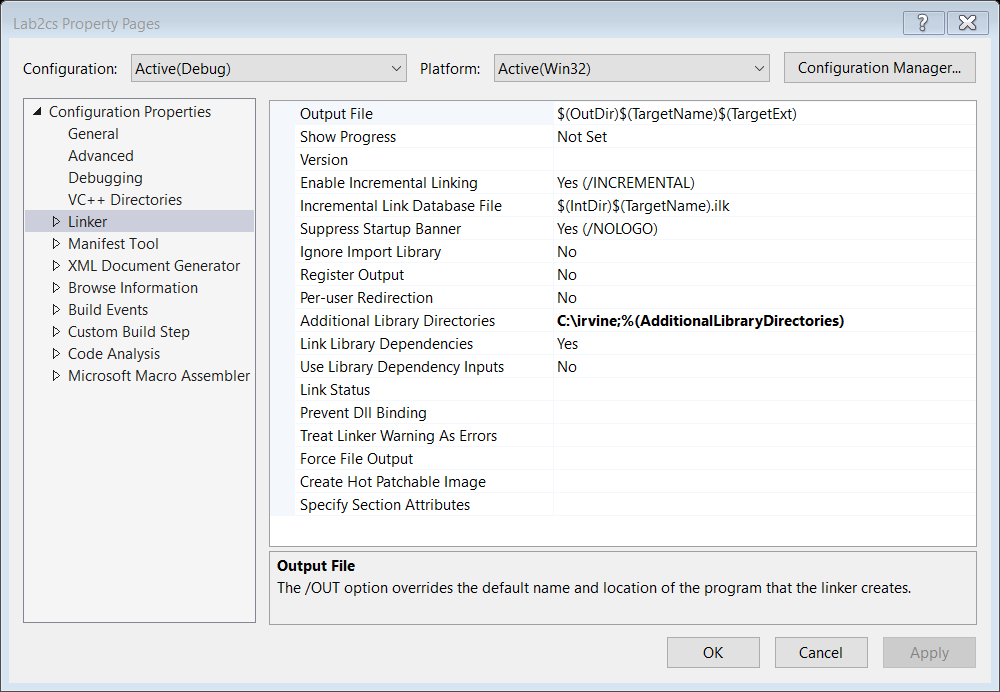 Lab2cs Property Pages
Configuration: Active(Debug) Platform: Active(Win32) Configuration Manager...
Configuration Properties
General
Advanced
Debugging
VC++ Directories
Linker
Manifest Tool
XML Document Generator
Browse Information
Build Events
Custom Build Step
Code Analysis
Microsoft Macro Assembler
Output File $(OutDir)$(TargetName)$(TargetExt)
Show Progress Not Set
Version
Enable Incremental Linking Yes (/INCREMENTAL)
Incremental Link Database File $(IntDir)$(TargetName).ilk
Suppress Startup Banner Yes (/NOLOGO)
Ignore Import Library No
Register Output No
Per-user Redirection No
Additional Library Directories C:\irvine;%(AdditionalLibraryDirectories)
Link Library Dependencies Yes
Use Library Dependency Inputs No
Link Status
Prevent Dll Binding
Treat Linker Warning As Errors
Force File Output
Create Hot Patchable Image
Specify Section Attributes
Output File
The /OUT option overrides the default name and location of the program that the linker creates.
OK Cancel Apply